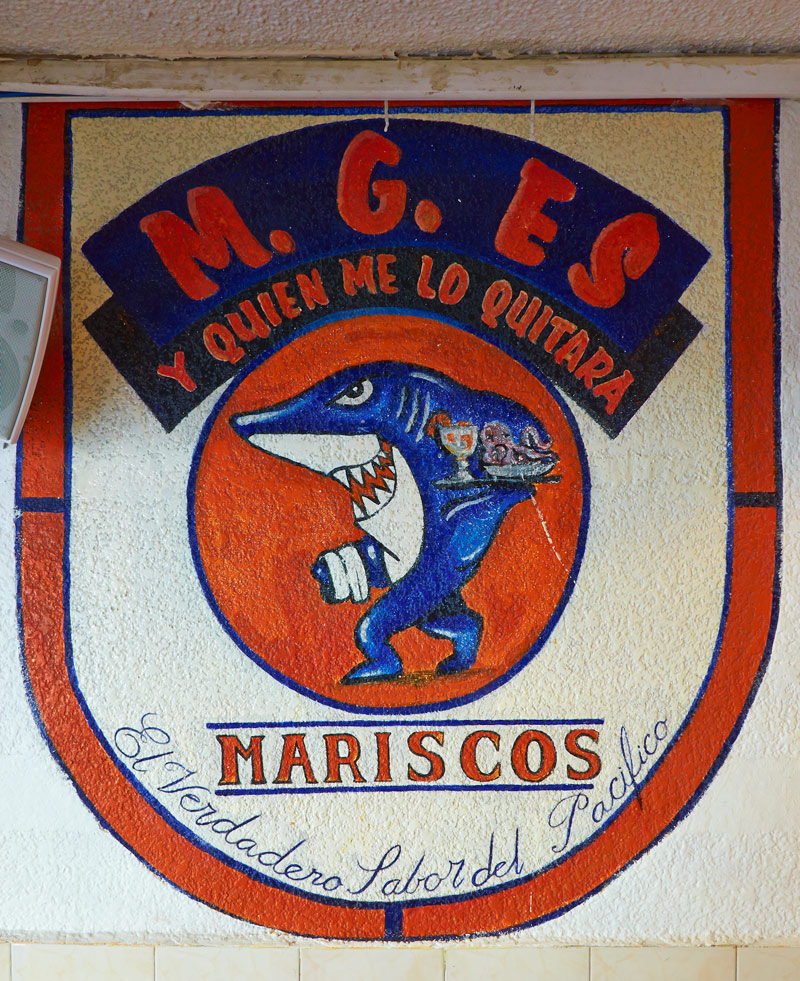 M. G. ES
Y QUIEN ME LO QUITARA
MARISCOS
El Verdadero Sabor del Pacifico